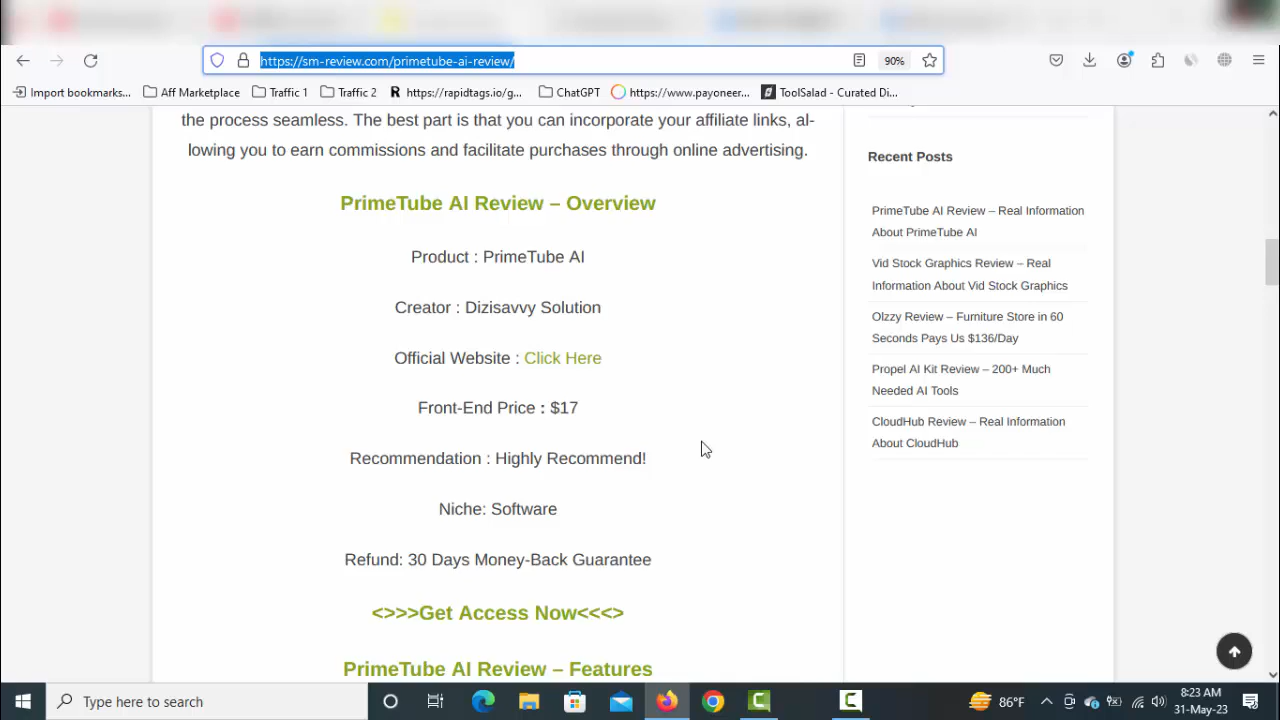 https://sm-review.com/primetube-ai-review/
90%
Import bookmarks...
Aff Marketplace
Traffic 1
Traffic 2
R https://rapidtags.io/g...
ChatGPT
https://www.payoneer...
ToolSalad - Curated Di...
the process seamless. The best part is that you can incorporate your affiliate links, al-
lowing you to earn commissions and facilitate purchases through online advertising.
PrimeTube AI Review – Overview
Product : PrimeTube AI
Creator : Dizisavvy Solution
Official Website : Click Here
Front-End Price : $17
Recommendation : Highly Recommend!
Niche: Software
Refund: 30 Days Money-Back Guarantee
<>>>Get Access Now<<<>
PrimeTube AI Review – Features
Recent Posts
PrimeTube AI Review – Real Information
About PrimeTube AI
Vid Stock Graphics Review – Real
Information About Vid Stock Graphics
Olzzy Review – Furniture Store in 60
Seconds Pays Us $136/Day
Propel AI Kit Review – 200+ Much
Needed AI Tools
CloudHub Review – Real Information
About CloudHub
Type here to search
86°F
8:23 AM
31-May-23